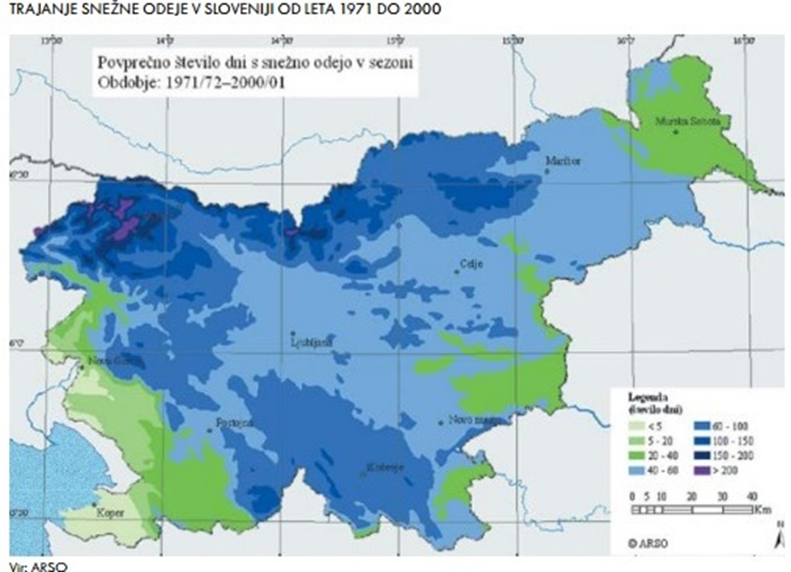 TRAJANJE SNEŽNE ODEJE V SLOVENIJI OD LETA 1971 DO 2000
Povprečno število dni s snežno odejo v sezoni
Obdobje: 1971/72–2000/01
Murska Sobota
Maribor
Celje
Ljubljana
Nova
Postojna
Novo mesto
Kočevje
Koper
Legenda
(število dni)
< 5
5 - 20
20 - 40
40 - 60
60 - 100
100 - 150
150 - 200
> 200
0 5 10 20 30 40
Km
N
© ARSO
Vir: ARSO